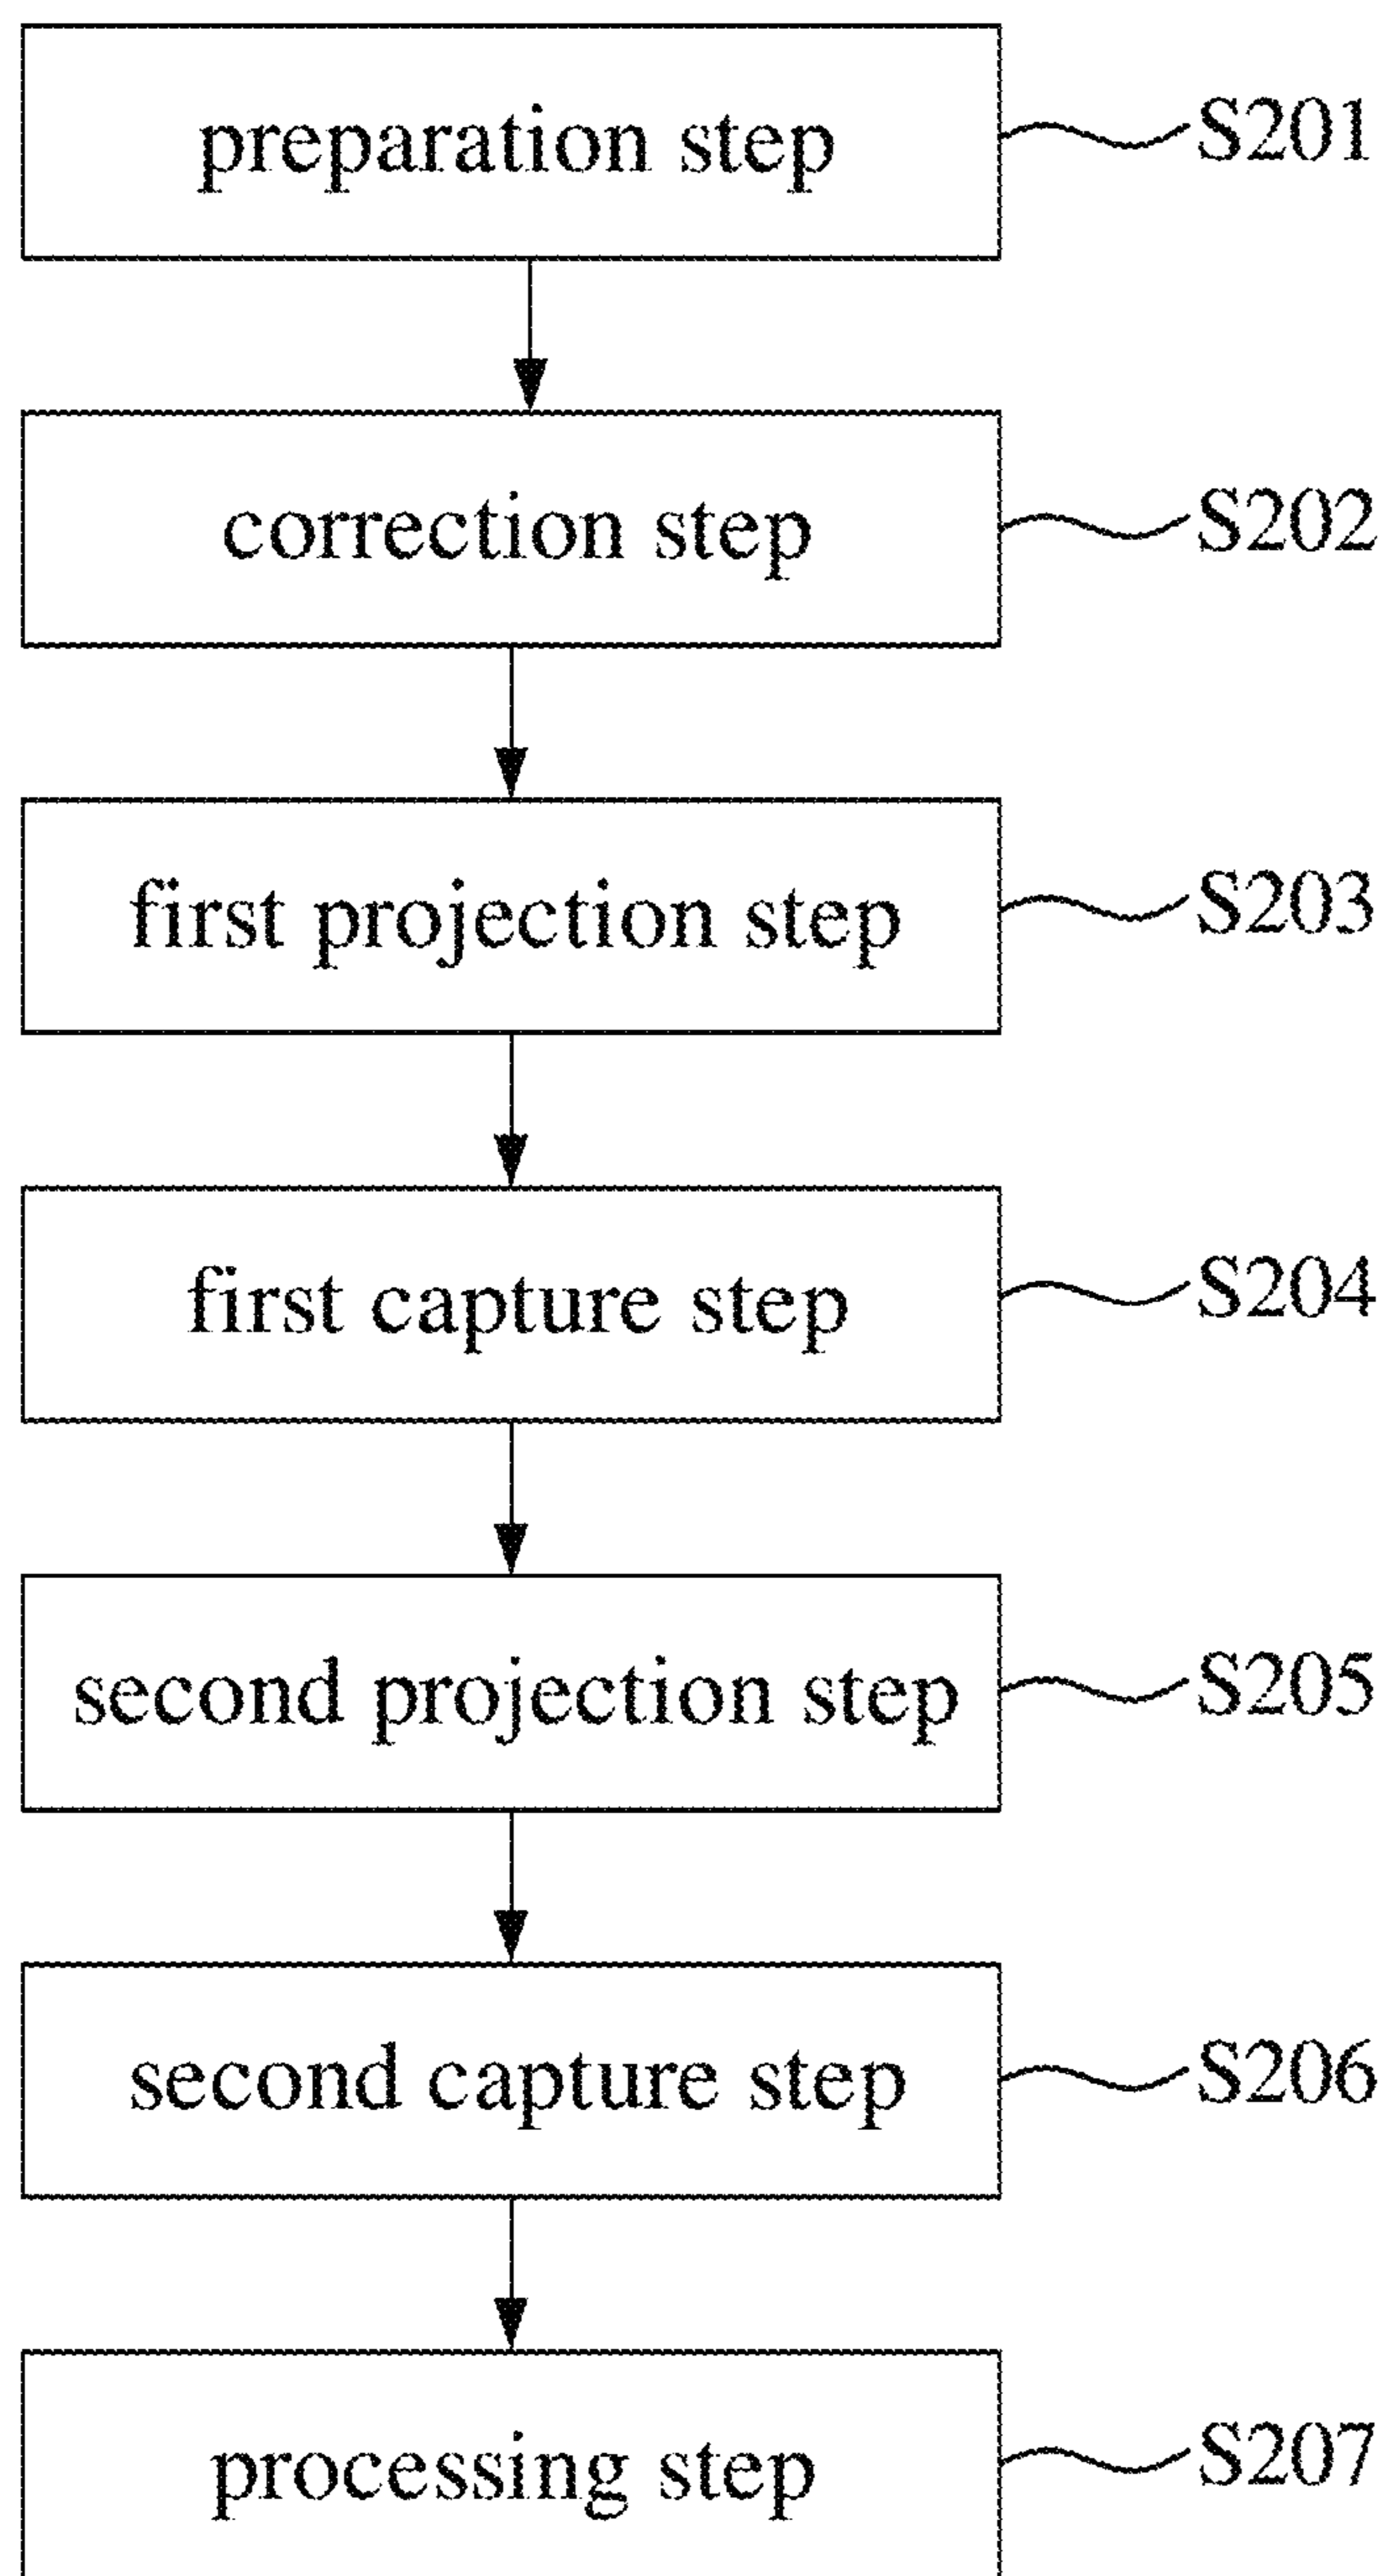 preparation step S201
correction step S202
first projection step S203
first capture step S204
second projection step S205
second capture step S206
processing step S207